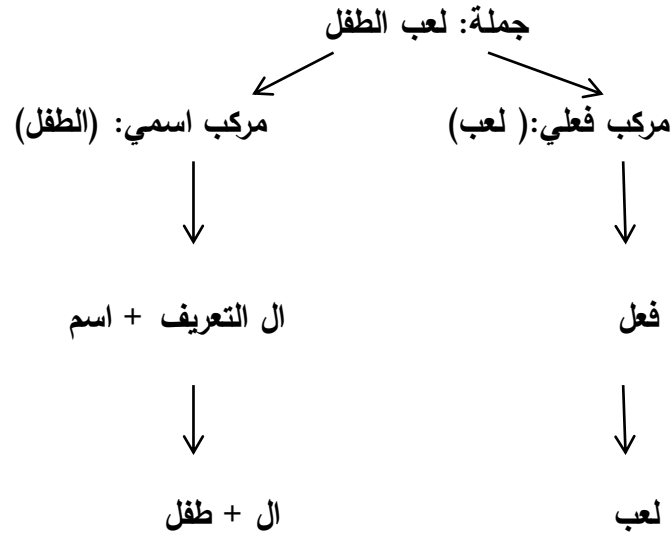 جملة: لعب الطفل
مركب فعلي:( لعب)
مركب اسمي: (الطفل)
فعل
ال التعريف + اسم
لعب
ال + طفل